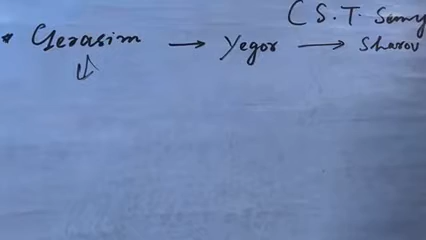 (S.T. Semy
* Gerasim → Yegor → Sharov